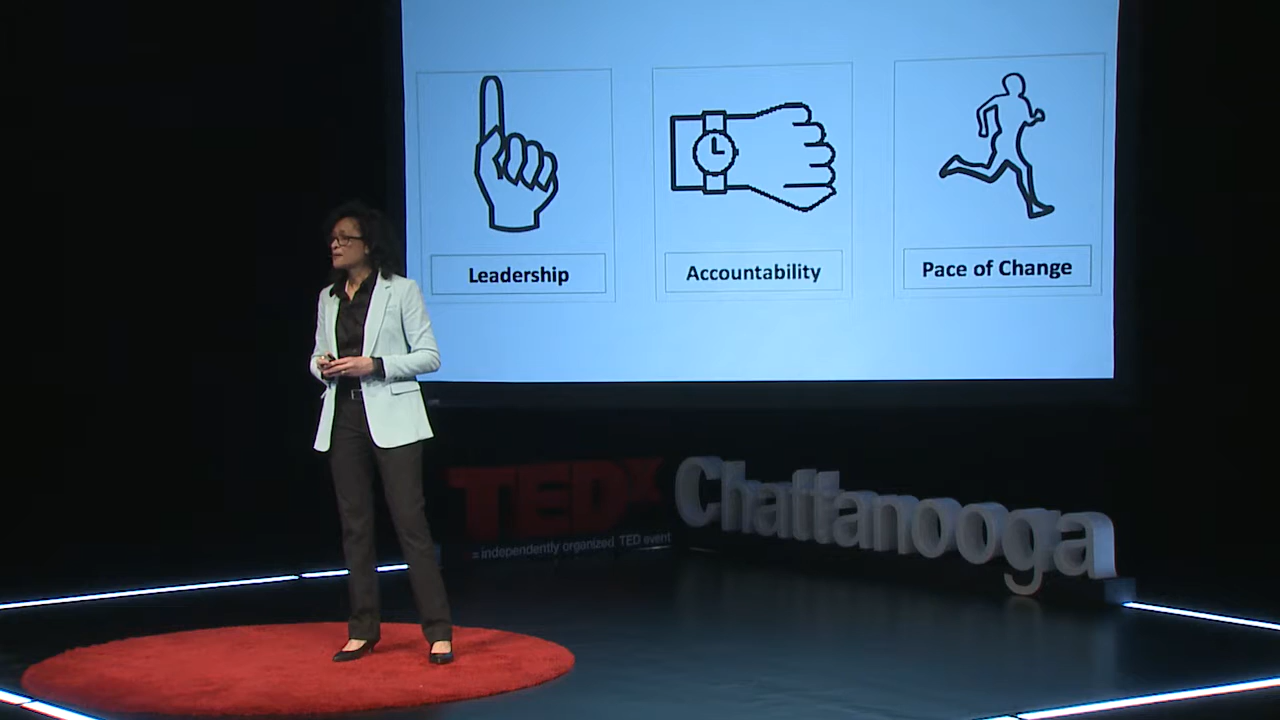 Leadership
Accountability
Pace of Change
TEDx
Chattanooga
= independently organized TED event